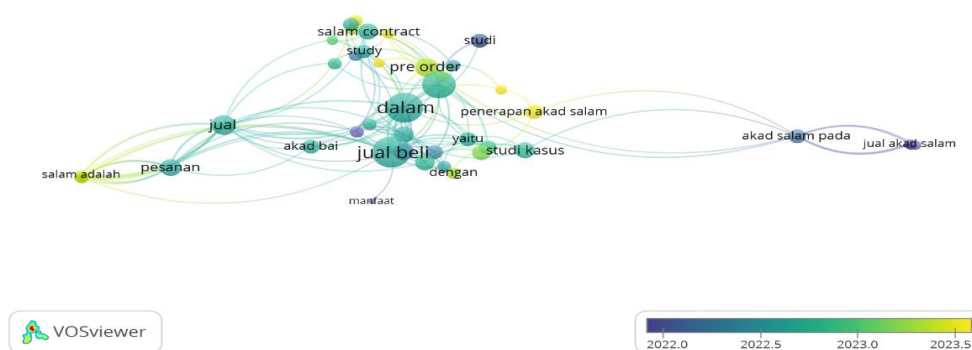 salam contract
studi
study
pre order
dalam
penerapan akad salam
jual
yaitu
akad salam pada
jual akad salam
akad bai
jual beli
studi kasus
salam adalah
pesanan
dengan
manfaat
VOSviewer
2022.0 2022.5 2023.0 2023.5